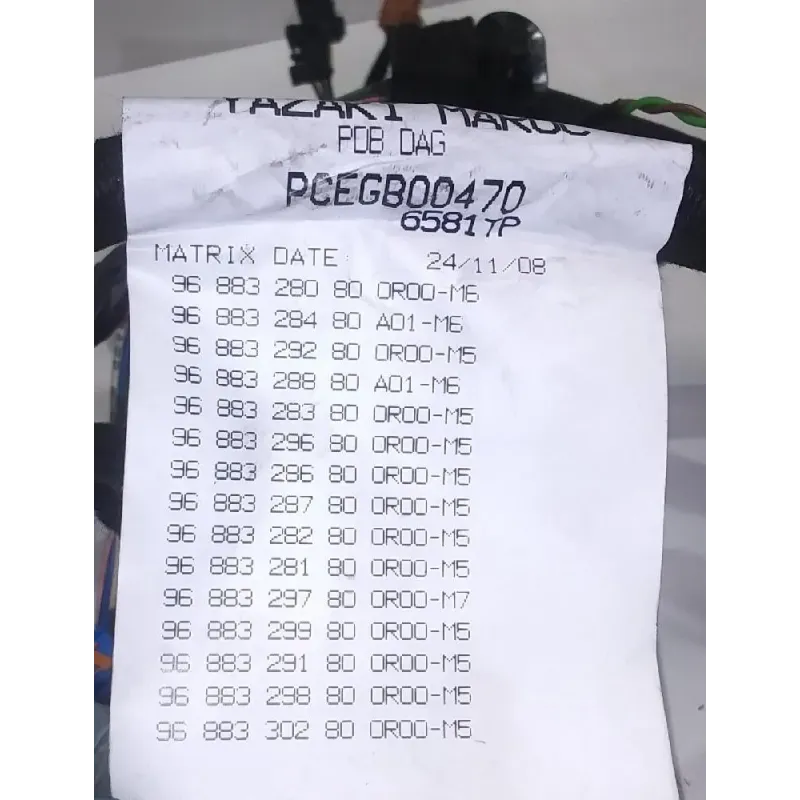 YAZAKI MAROC
PDB DAG
PCEGB00470
65817P
MATRIX DATE: 24/11/08
96 883 280 80 0R00-M6
96 883 284 80 A01-M6
96 883 292 80 0R00-M5
96 883 288 80 A01-M6
96 883 283 80 0R00-M5
96 883 296 80 0R00-M5
96 883 286 80 0R00-M5
96 883 287 80 0R00-M5
96 883 282 80 0R00-M5
96 883 281 80 0R00-M5
96 883 297 80 0R00-M7
96 883 299 80 0R00-M5
96 883 291 80 0R00-M5
96 883 298 80 0R00-M5
96 883 302 80 0R00-M5